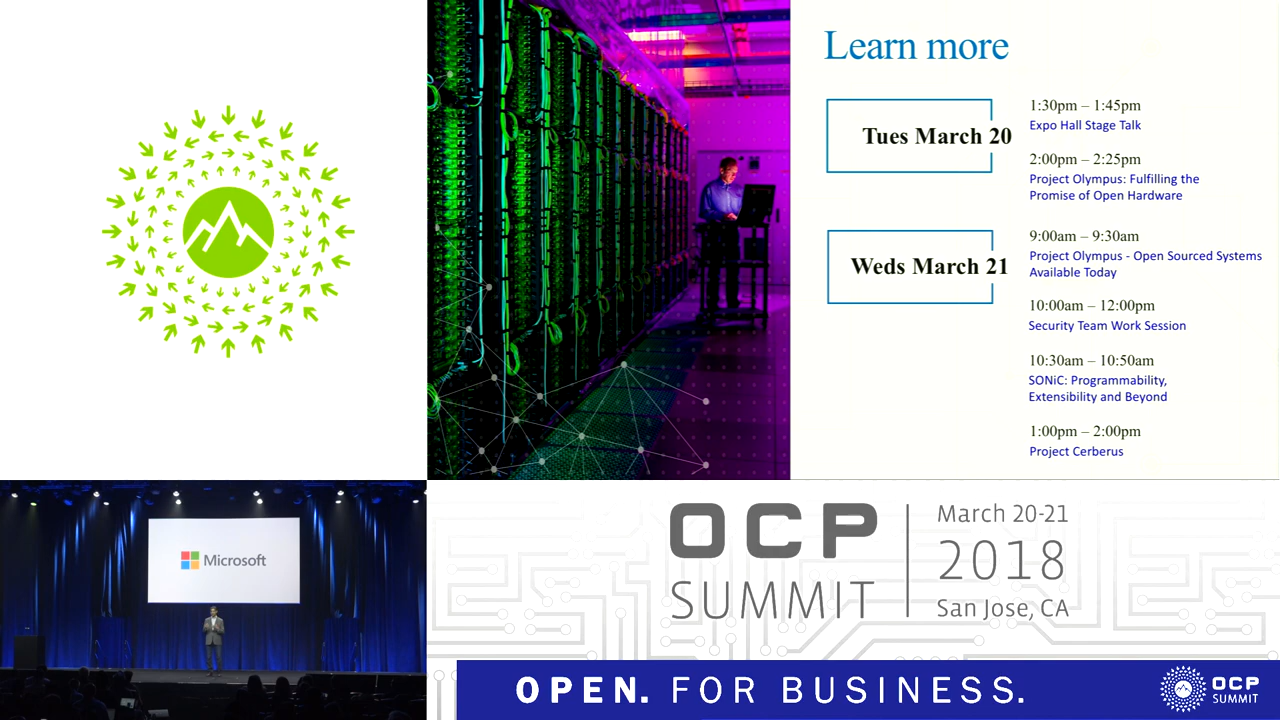 Learn more
Tues March 20
1:30pm – 1:45pm
Expo Hall Stage Talk
2:00pm – 2:25pm
Project Olympus: Fulfilling the
Promise of Open Hardware
Weds March 21
9:00am – 9:30am
Project Olympus - Open Sourced Systems
Available Today
10:00am – 12:00pm
Security Team Work Session
10:30am – 10:50am
SONiC: Programmability,
Extensibility and Beyond
1:00pm – 2:00pm
Project Cerberus
Microsoft
OCP
SUMMIT
March 20-21
2018
San Jose, CA
OPEN. FOR BUSINESS.
OCP
SUMMIT